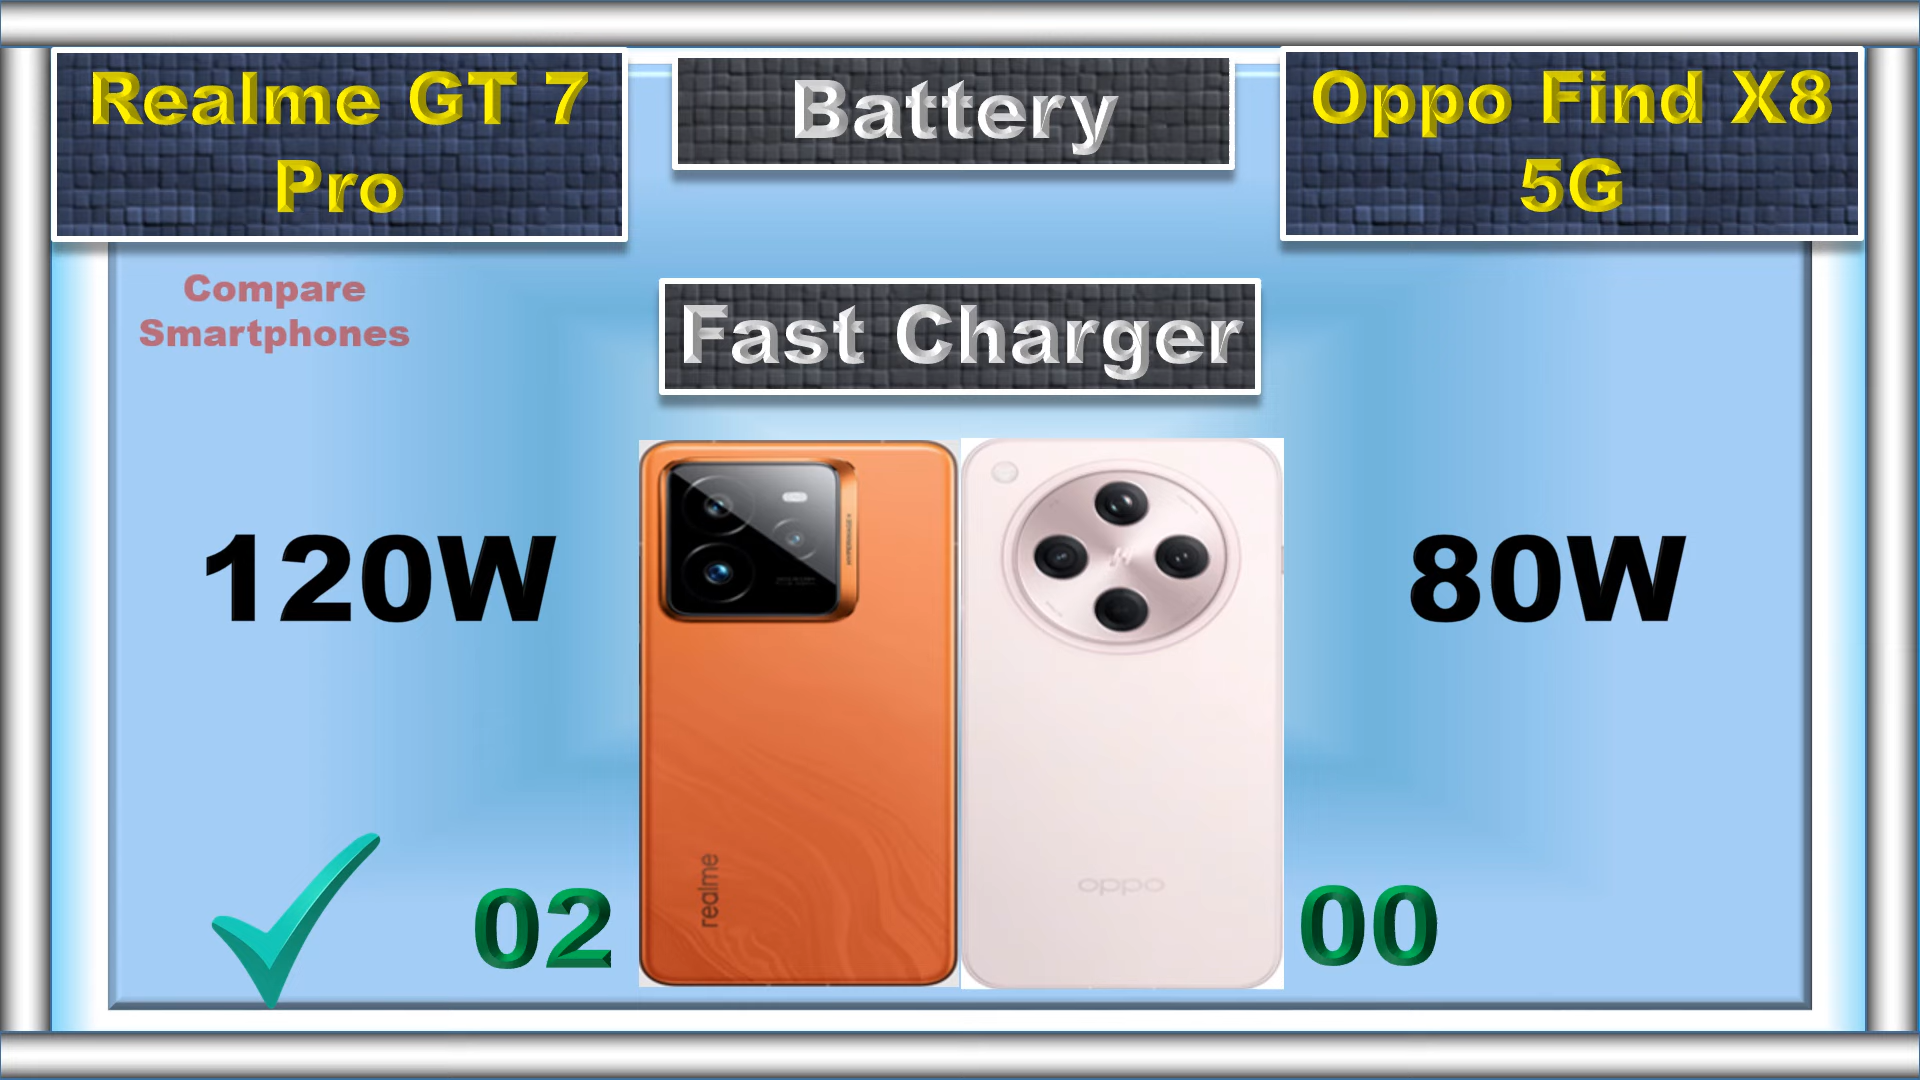 Realme GT 7
Pro
Battery
Oppo Find X8
5G
Compare
Smartphones
Fast Charger
120W
80W
realme
oppo
02
00